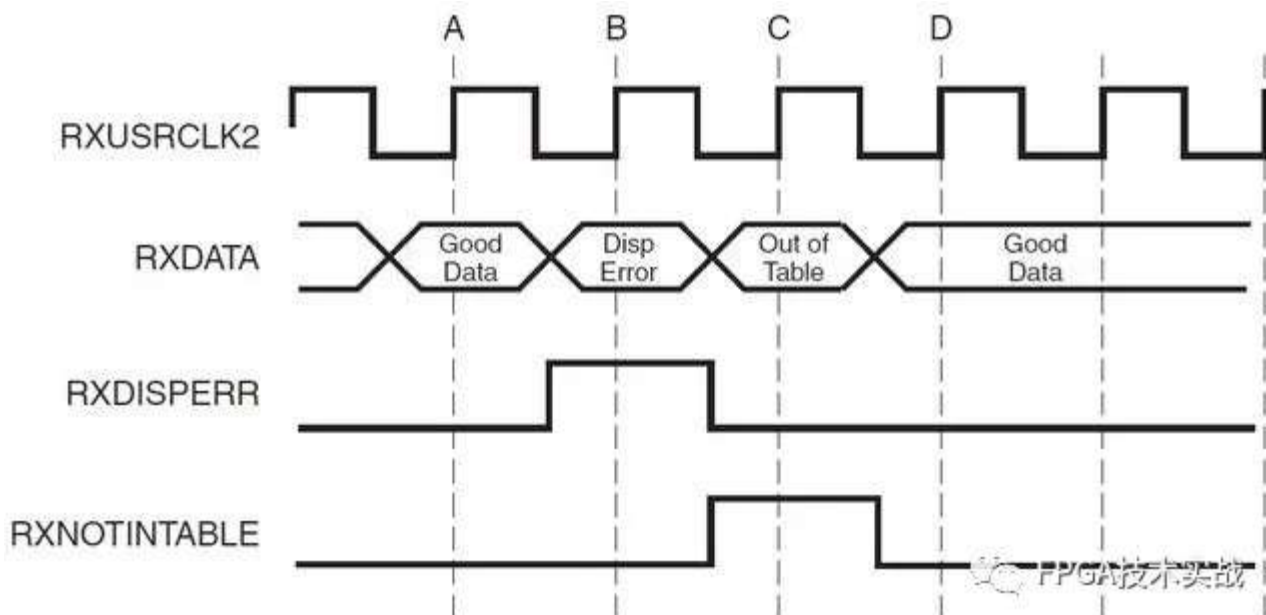 A B C D
RXUSRCLK2
RXDATA
Good
Data
Disp
Error
Out of
Table
Good
Data
RXDISPERR
RXNOTINTABLE
FPGA技术实战